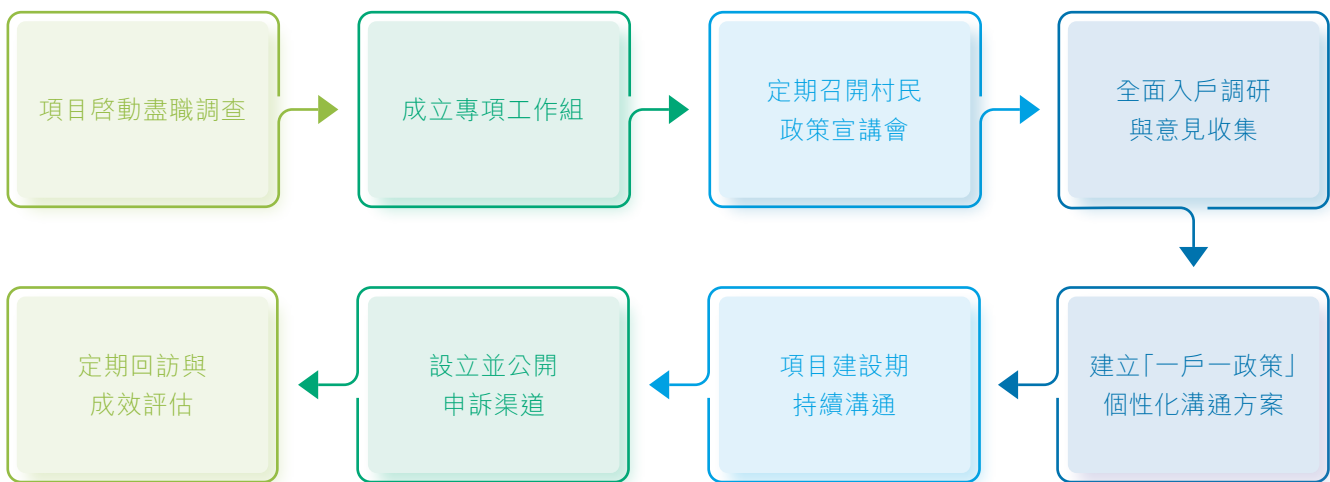 項目啓動盡職調查
成立專項工作組
定期召開村民
政策宣講會
全面入戶調研
與意見收集
建立「一戶一政策」
個性化溝通方案
項目建設期
持續溝通
設立並公開
申訴渠道
定期回訪與
成效評估